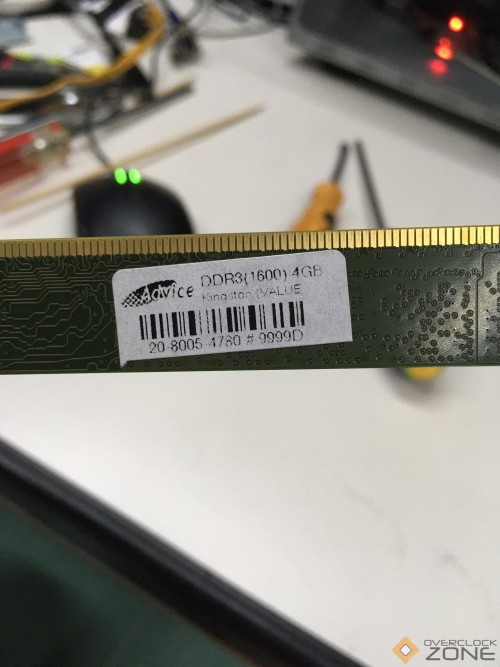 Advice
DDR3(1600) 4GB
Kingston (VALUE
20-8005 4780 # 9999D
OVERCLOCK
ZONE